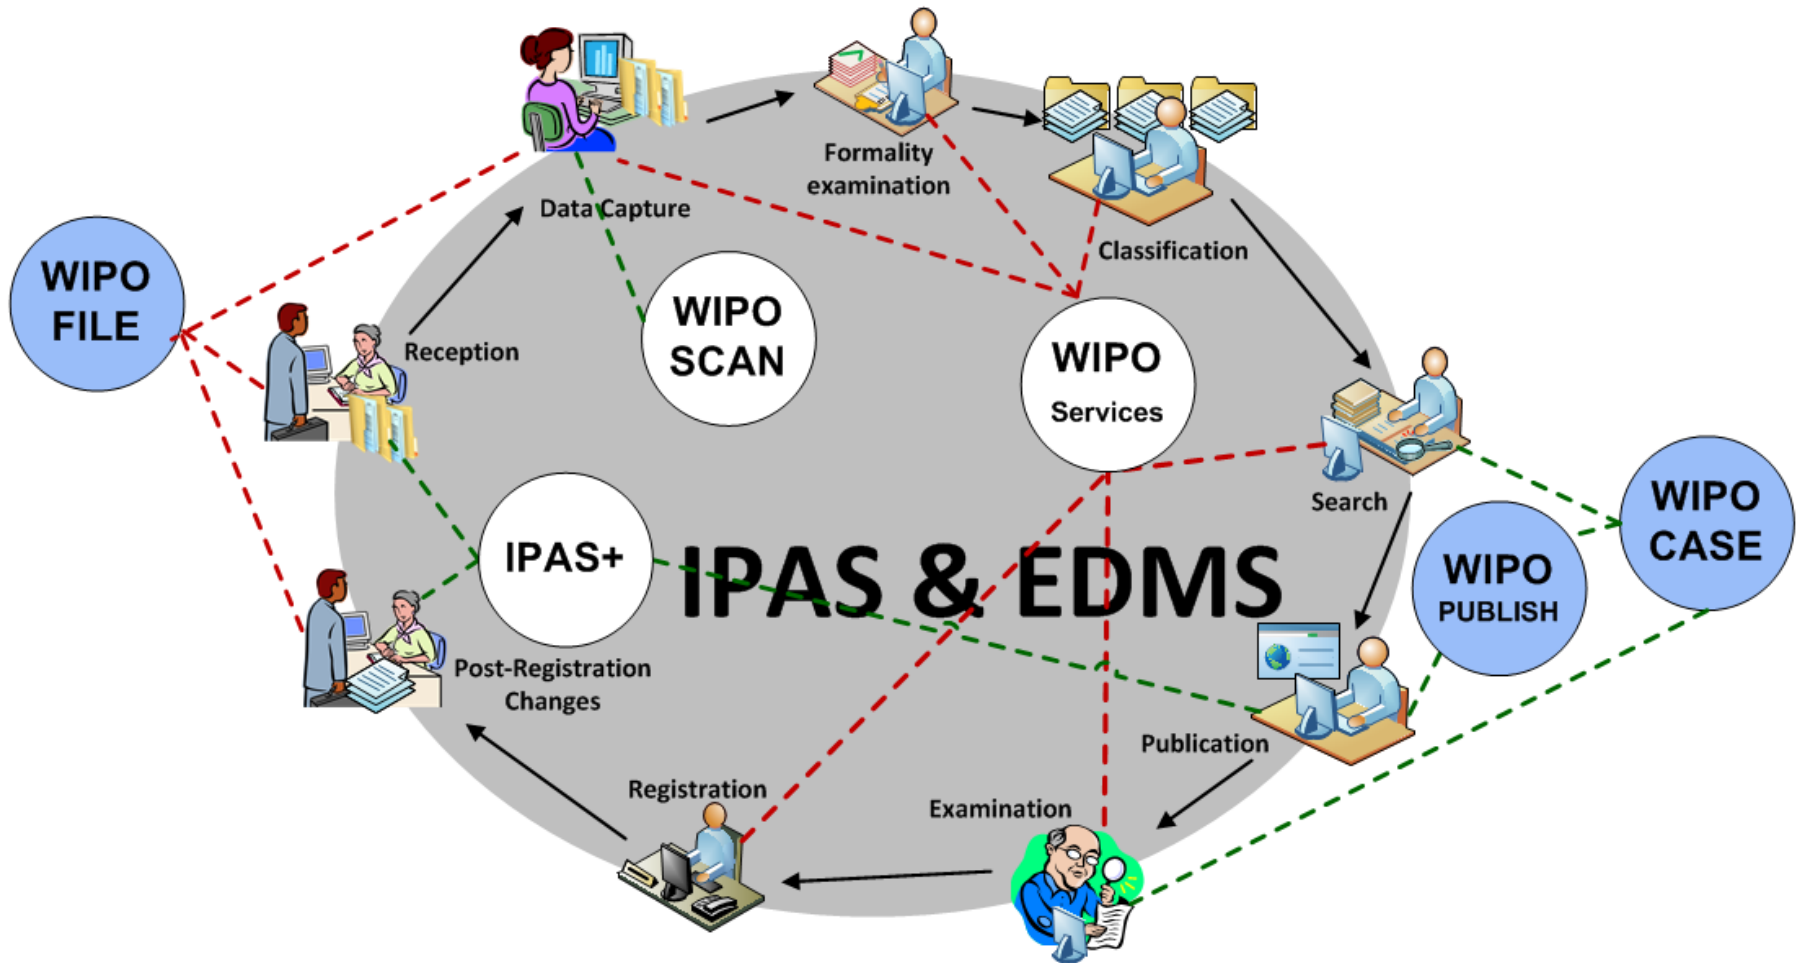 Formality
examination
Data Capture
Classification
WIPO
FILE
WIPO
SCAN
Reception
WIPO
Services
Search
WIPO
CASE
IPAS+
IPAS & EDMS
WIPO
PUBLISH
Post-Registration
Changes
Publication
Registration
Examination